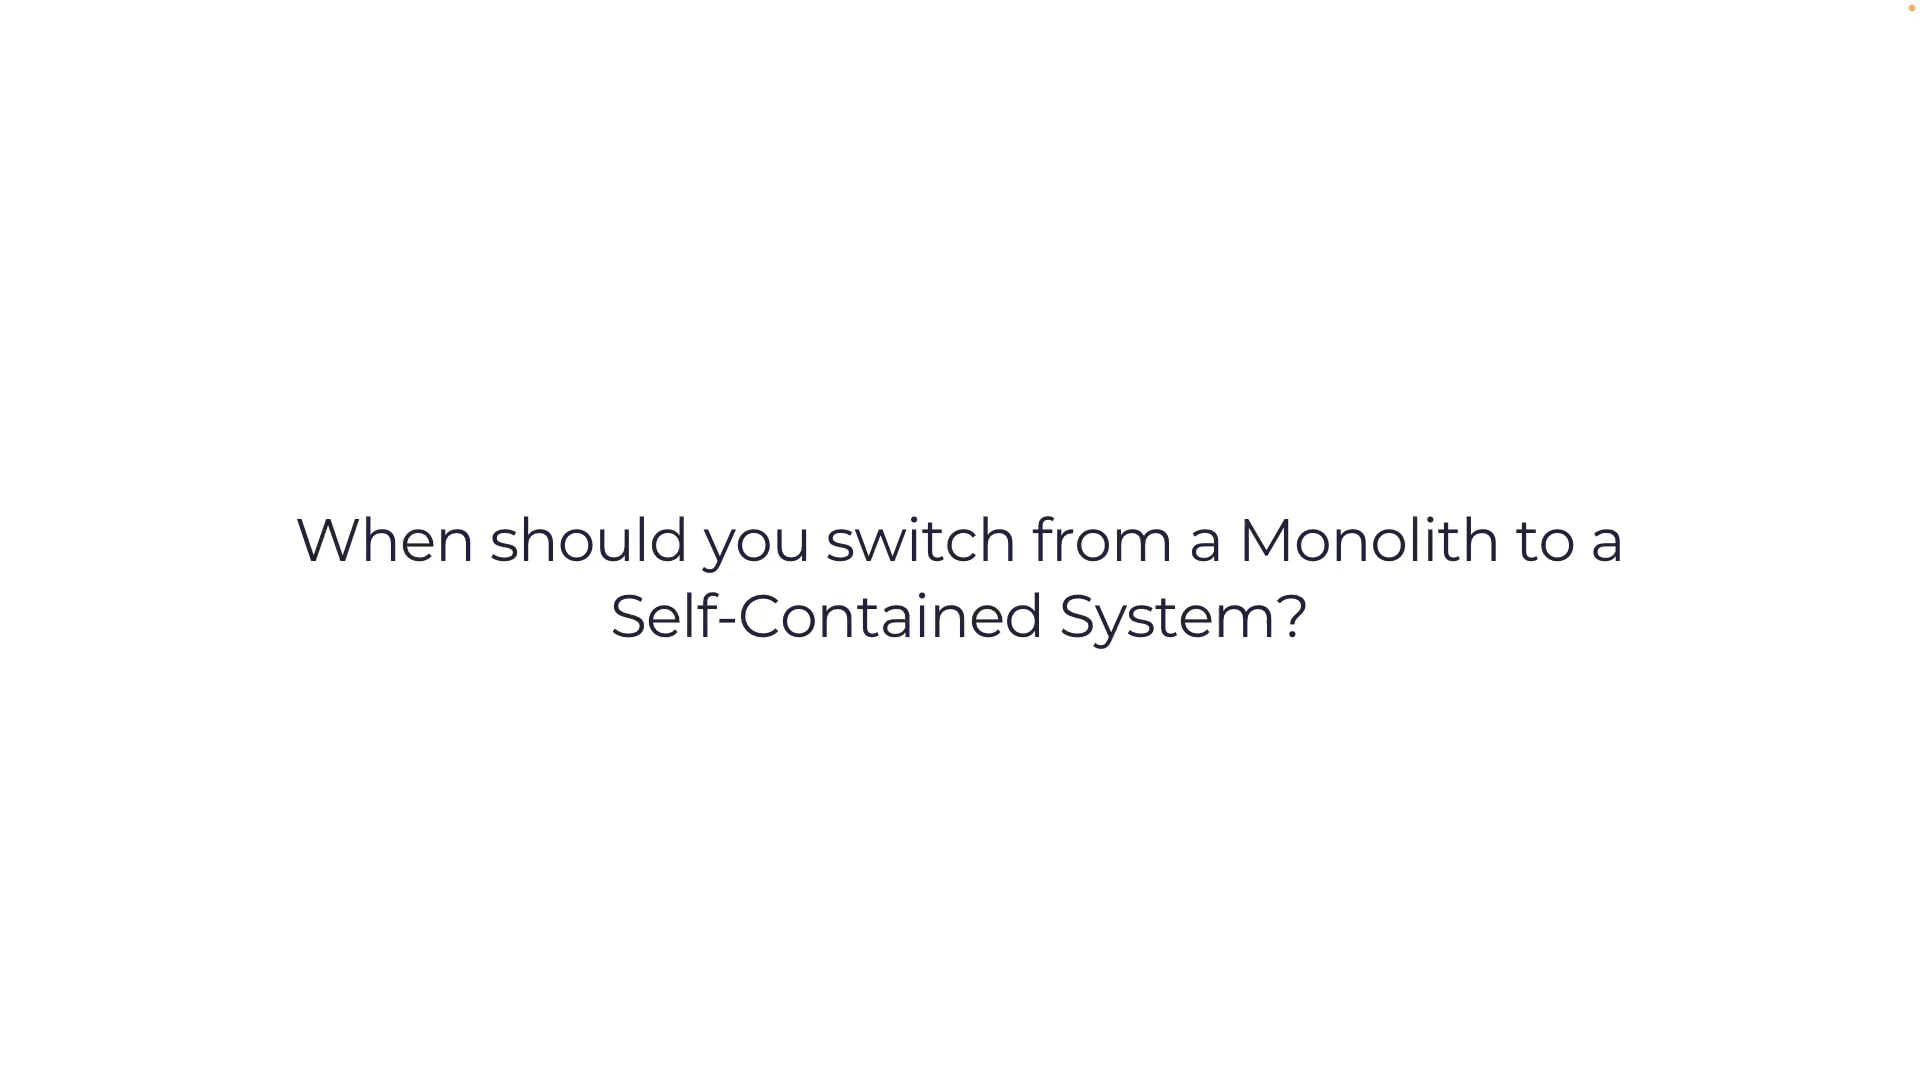 When should you switch from a Monolith to a
Self-Contained System?